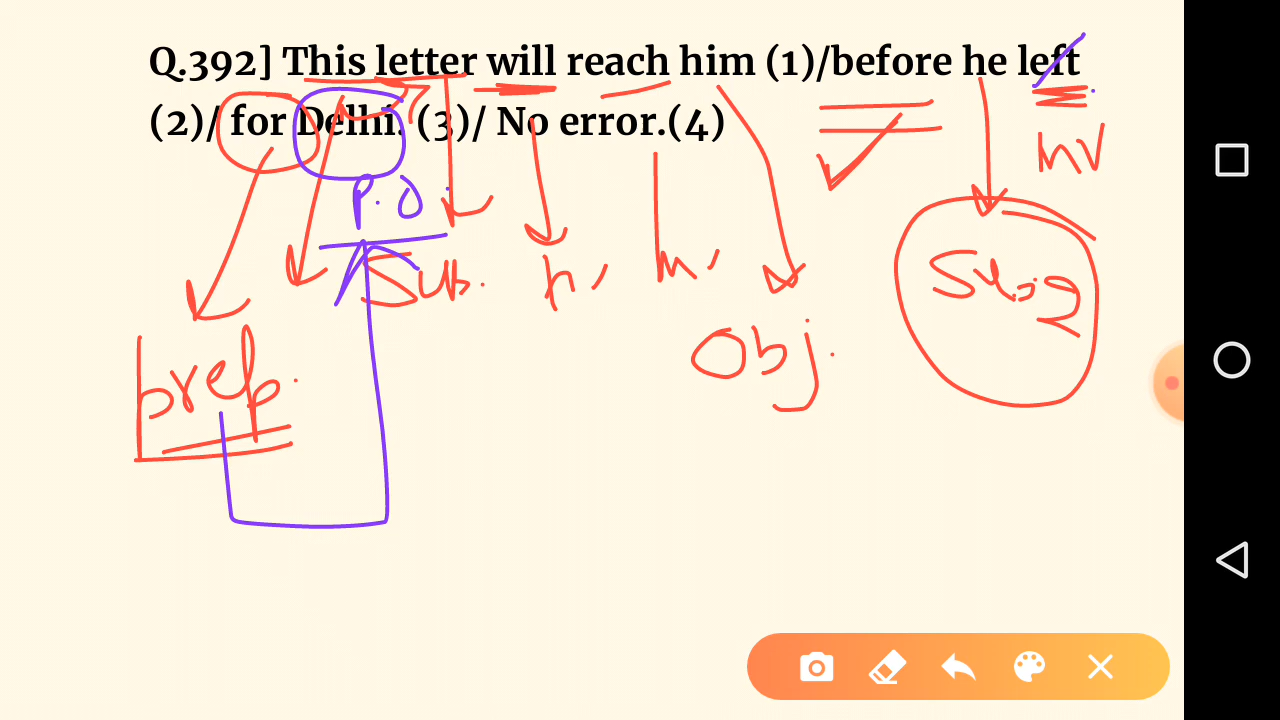 Q.392] This letter will reach him (1)/before he left
(2)/ for Delhi. (3)/ No error.(4)
MV
P.O
Sub. h, m,
Sub.2
Obj.
prep.